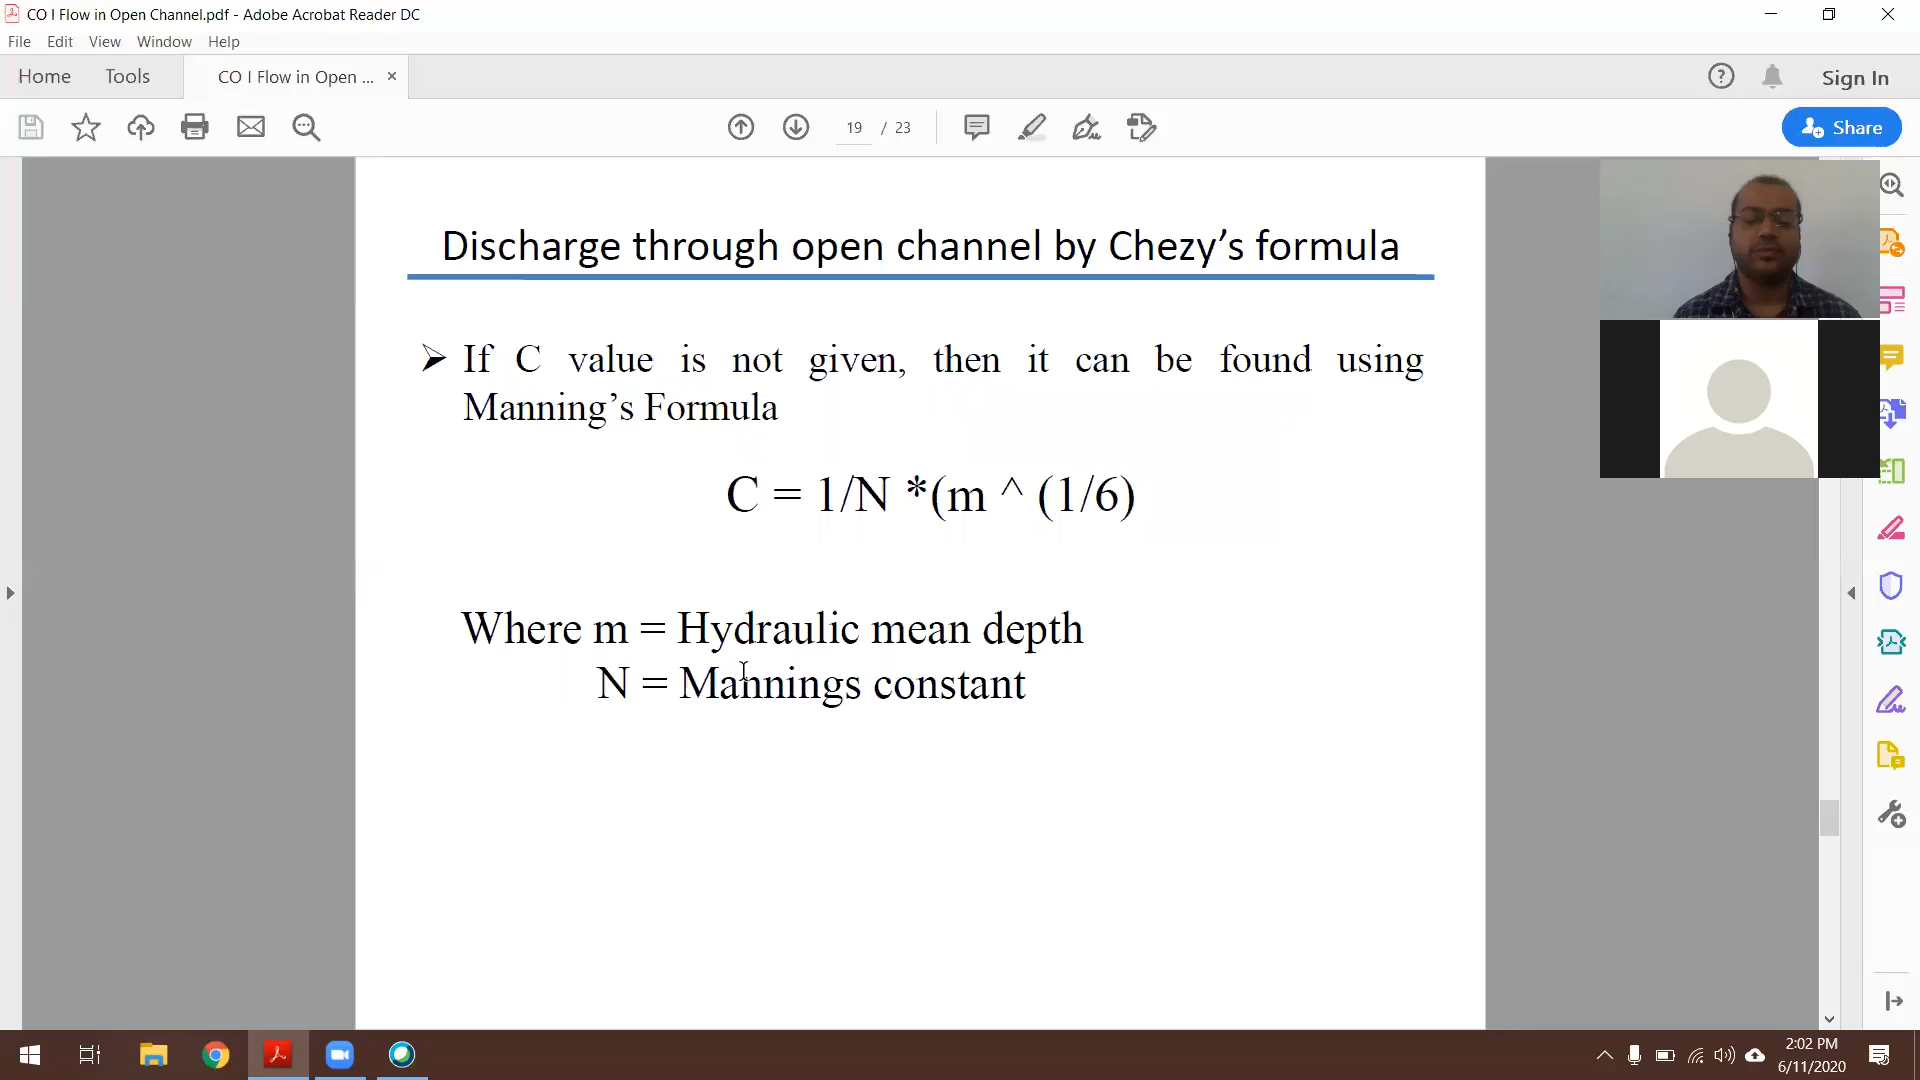 CO I Flow in Open Channel.pdf - Adobe Acrobat Reader DC
File Edit View Window Help
Home Tools CO I Flow in Open ... × Sign In
19 / 23
Share
Discharge through open channel by Chezy’s formula
➢ If C value is not given, then it can be found using
Manning’s Formula
C = 1/N *(m ^ (1/6)
Where m = Hydraulic mean depth
N = Mannings constant
2:02 PM
6/11/2020